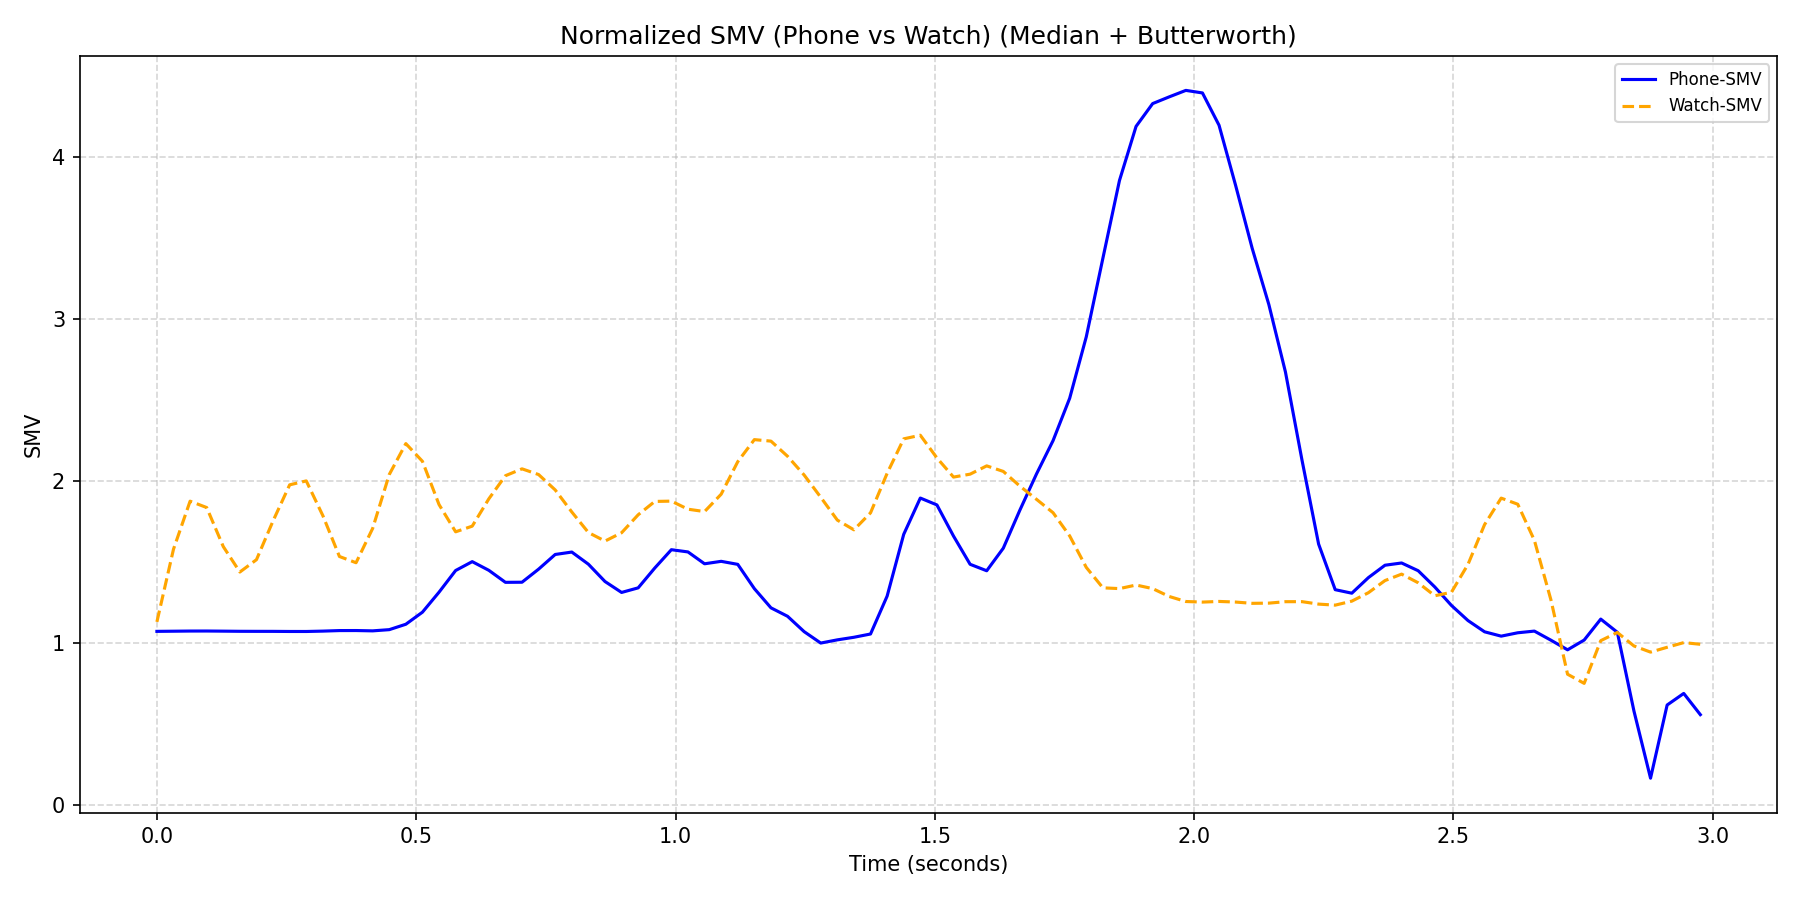 Normalized SMV (Phone vs Watch) (Median + Butterworth)
Phone-SMV
Watch-SMV
SMV
4
3
2
1
0
0.0 0.5 1.0 1.5 2.0 2.5 3.0
Time (seconds)